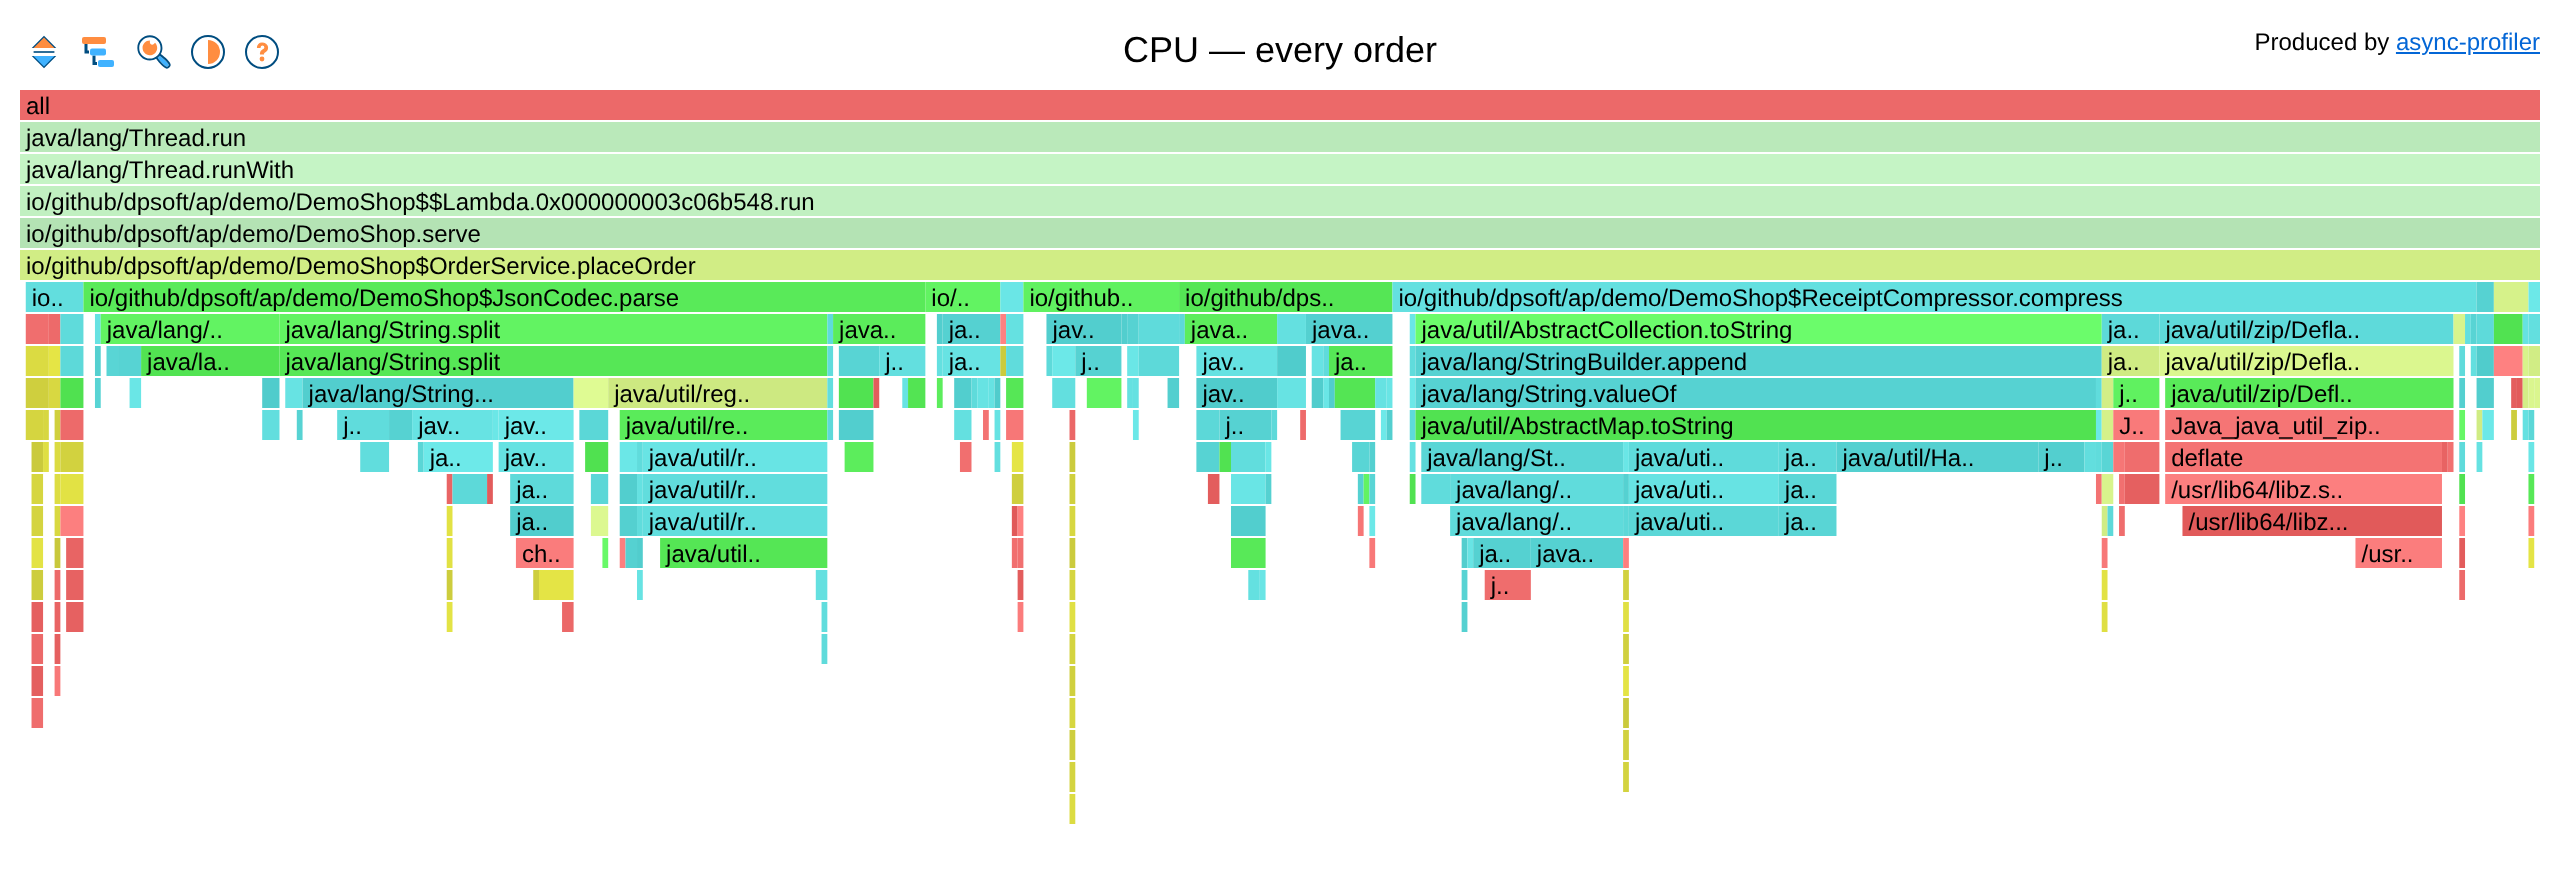 CPU — every order
Produced by async-profiler
all
java/lang/Thread.run
java/lang/Thread.runWith
io/github/dpsoft/ap/demo/DemoShop$$Lambda.0x000000003c06b548.run
io/github/dpsoft/ap/demo/DemoShop.serve
io/github/dpsoft/ap/demo/DemoShop$OrderService.placeOrder
io.. io/github/dpsoft/ap/demo/DemoShop$JsonCodec.parse io/.. io/github.. io/github/dps.. io/github/dpsoft/ap/demo/DemoShop$ReceiptCompressor.compress
java/lang/.. java/lang/String.split java.. ja.. jav.. java.. java.. java/util/AbstractCollection.toString ja.. java/util/zip/Defla..
java/la.. java/lang/String.split j.. ja.. j.. jav.. ja.. java/lang/StringBuilder.append ja.. java/util/zip/Defla..
java/lang/String... java/util/reg.. jav.. java/lang/String.valueOf j.. java/util/zip/Defl..
j.. jav.. jav.. java/util/re.. j.. java/util/AbstractMap.toString J.. Java_java_util_zip..
ja.. jav.. java/util/r.. java/lang/St.. java/uti.. ja.. java/util/Ha.. j.. deflate
ja.. java/util/r.. java/lang/.. java/uti.. ja.. /usr/lib64/libz.s..
ja.. java/util/r.. java/lang/.. java/uti.. ja.. /usr/lib64/libz...
ch.. java/util.. ja.. java.. /usr..
j..